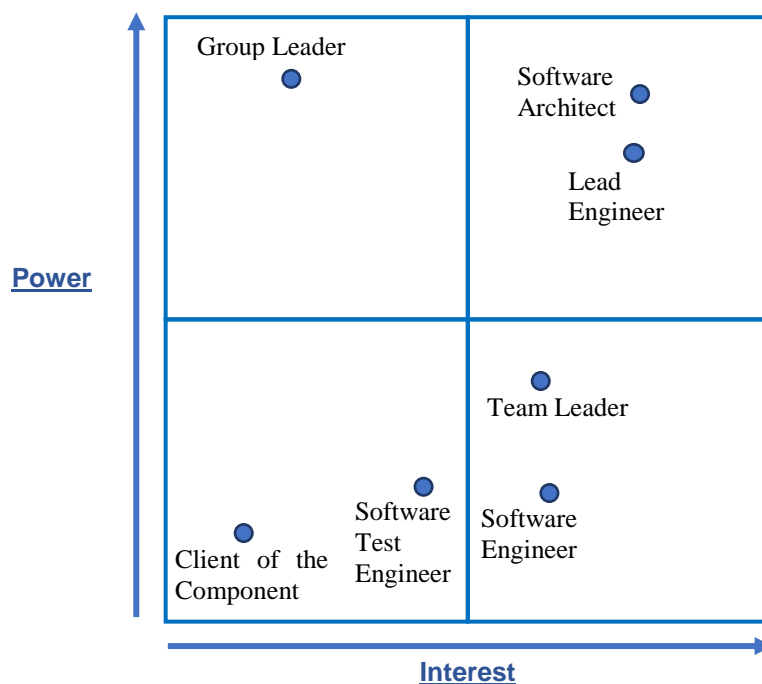 Group Leader
Software
Architect
Lead
Engineer
Power
Team Leader
Software
Test
Engineer
Software
Engineer
Client of the
Component
Interest